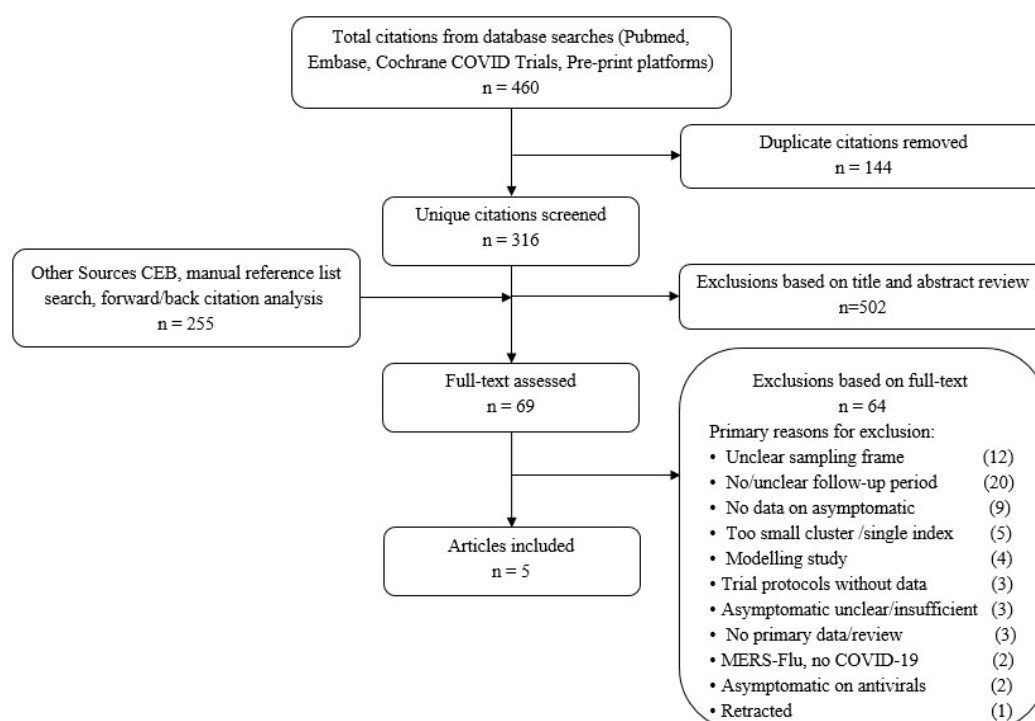 Total citations from database searches (Pubmed,
Embase, Cochrane COVID Trials, Pre-print platforms)
n = 460
Duplicate citations removed
n = 144
Unique citations screened
n = 316
Other Sources CEB, manual reference list
search, forward/back citation analysis
n = 255
Exclusions based on title and abstract review
n=502
Full-text assessed
n = 69
Exclusions based on full-text
n = 64
Primary reasons for exclusion:
• Unclear sampling frame (12)
• No/unclear follow-up period (20)
• No data on asymptomatic (9)
• Too small cluster /single index (5)
• Modelling study (4)
• Trial protocols without data (3)
• Asymptomatic unclear/insufficient (3)
• No primary data/review (3)
• MERS-Flu, no COVID-19 (2)
• Asymptomatic on antivirals (2)
• Retracted (1)
Articles included
n = 5